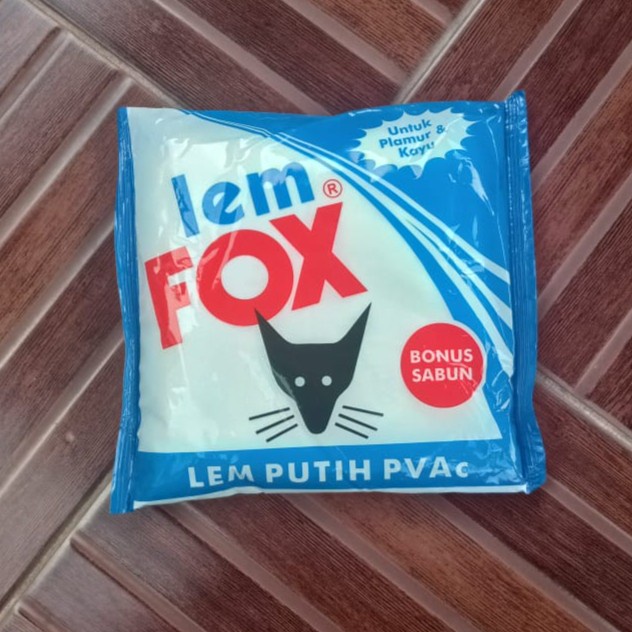 Untuk
Plamur &
Kayu
lem ®
FOX
BONUS
SABUN
LEM PUTIH PVAc